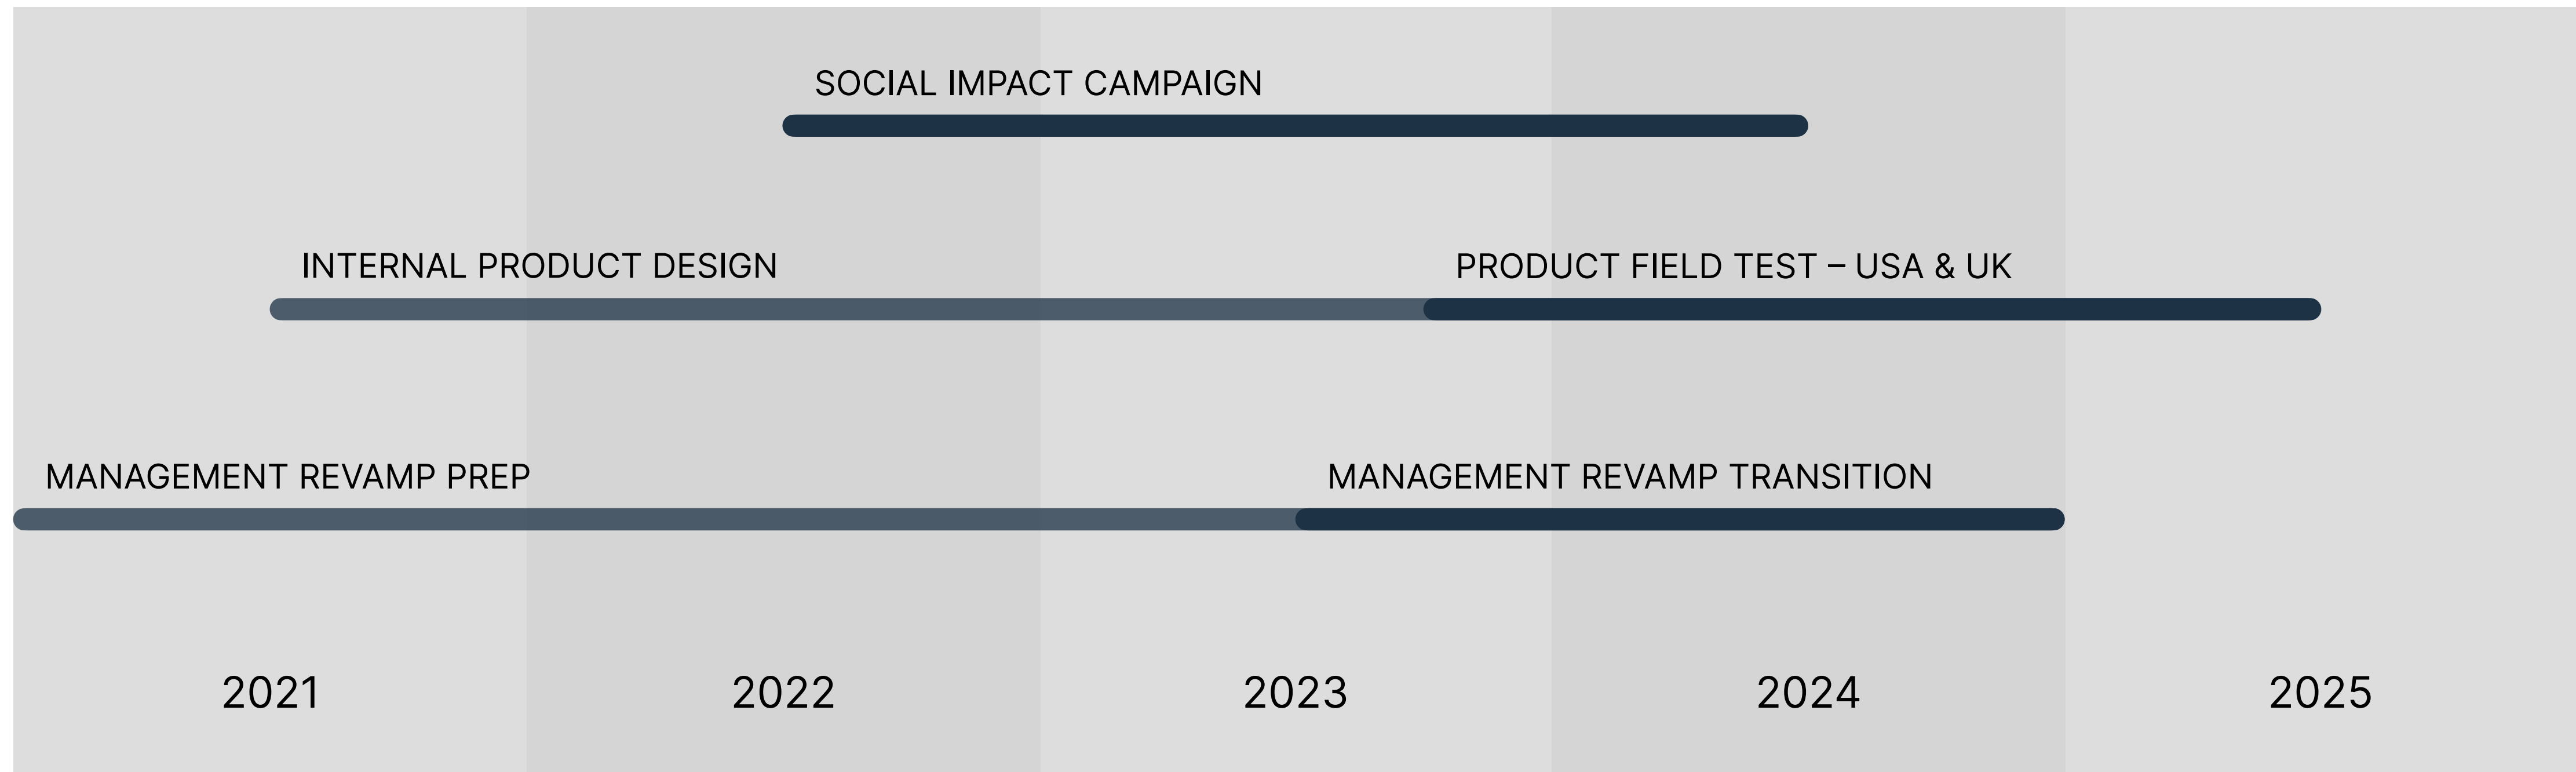 SOCIAL IMPACT CAMPAIGN
INTERNAL PRODUCT DESIGN
PRODUCT FIELD TEST – USA & UK
MANAGEMENT REVAMP PREP
MANAGEMENT REVAMP TRANSITION
2021
2022
2023
2024
2025